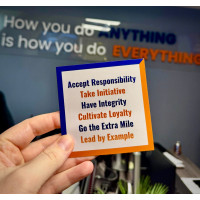 How you do ANYTHING
is how you do EVERYTHING
Accept Responsibility
Take Initiative
Have Integrity
Cultivate Loyalty
Go the Extra Mile
Lead by Example